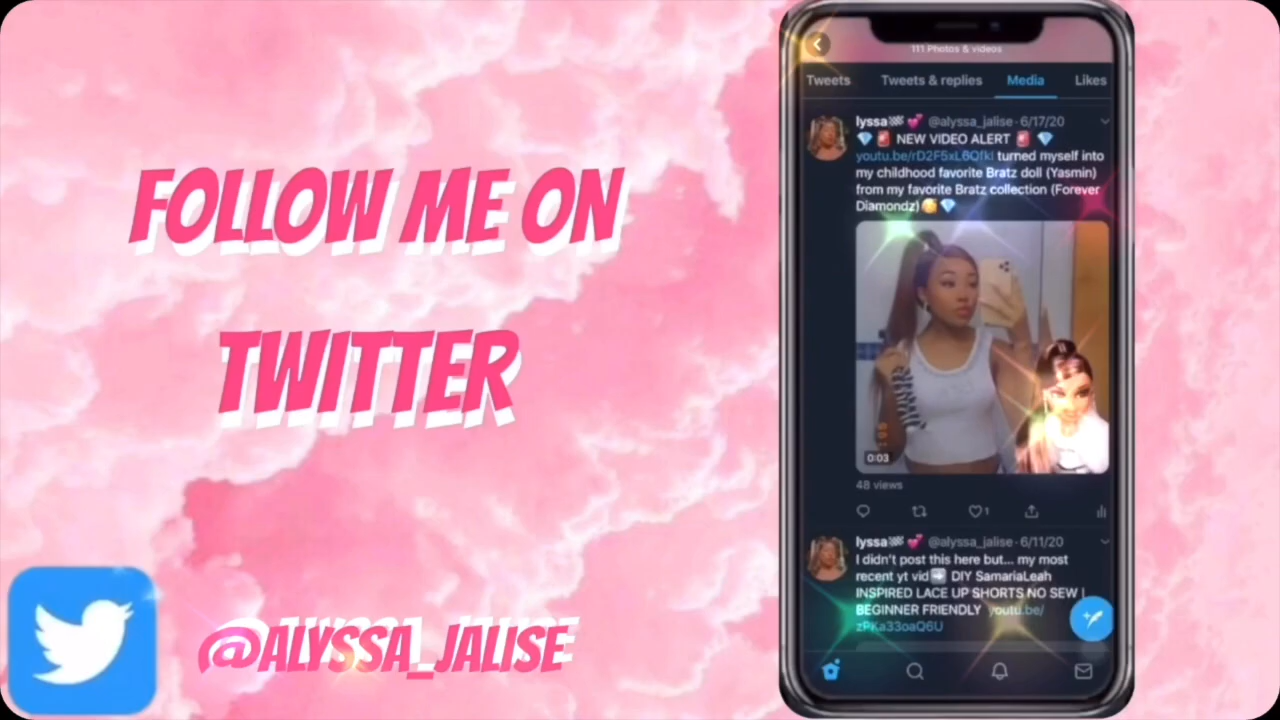 FOLLOW ME ON
TWITTER
@ALYSSA_JALISE
111 Photos & videos
Tweets Tweets & replies Media Likes
lyssa🏁💕 @alyssa_jalise · 6/17/20
💎 🚨 NEW VIDEO ALERT 🚨 💎
youtu.be/rD2F5xL6Qfki turned myself into
my childhood favorite Bratz doll (Yasmin)
from my favorite Bratz collection (Forever
Diamondz)🥰💎
0:03
48 views
1
lyssa🏁💕 @alyssa_jalise · 6/11/20
I didn't post this here but... my most
recent yt vid➡️ DIY SamariaLeah
INSPIRED LACE UP SHORTS NO SEW |
BEGINNER FRIENDLY youtu.be/
zPKa33oaQ6U